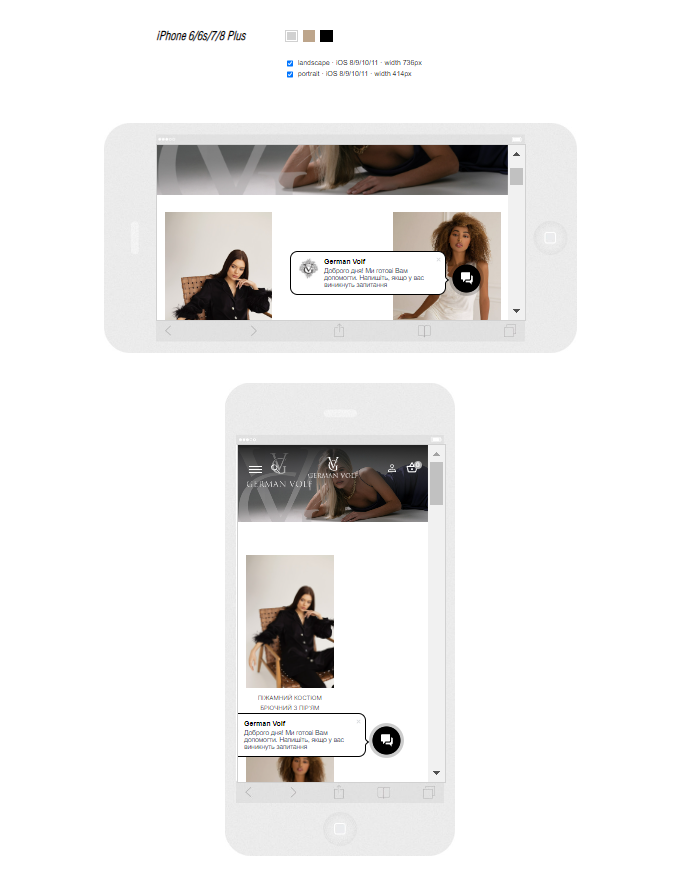 iPhone 6/6s/7/8 Plus
landscape · iOS 8/9/10/11 · width 736px
portrait · iOS 8/9/10/11 · width 414px
German Volf
Доброго дня! Ми готові Вам
допомогти. Напишіть, якщо у вас
виникнуть запитання
GERMAN VOLF
GERMAN VOLF
ПІЖАМНИЙ КОСТЮМ
БРЮЧНИЙ З ПІР'ЯМ
German Volf
Доброго дня! Ми готові Вам
допомогти. Напишіть, якщо у вас
виникнуть запитання